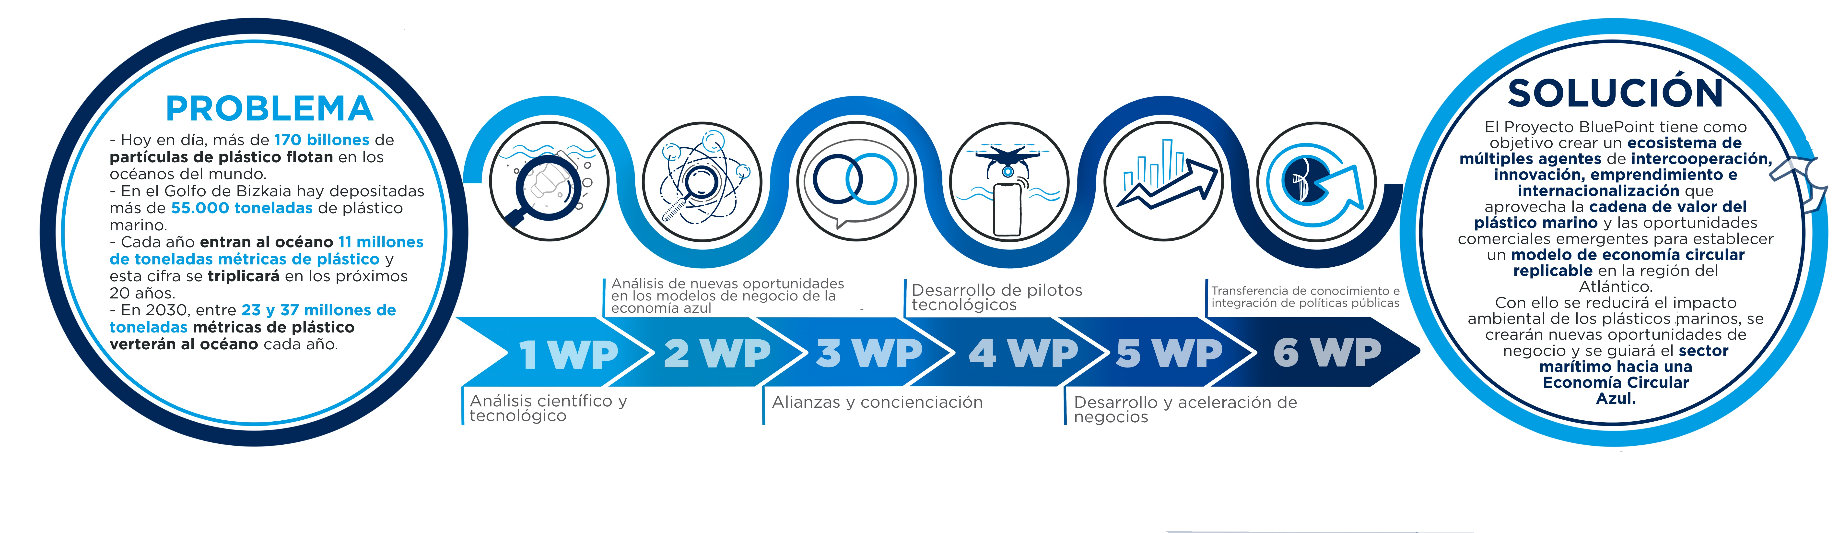 PROBLEMA
- Hoy en día, más de 170 billones de
partículas de plástico flotan en los
océanos del mundo.
- En el Golfo de Bizkaia hay depositadas
más de 55.000 toneladas de plástico
marino.
- Cada año entran al océano 11 millones
de toneladas métricas de plástico y
esta cifra se triplicará en los próximos
20 años.
- En 2030, entre 23 y 37 millones de
toneladas métricas de plástico
verterán al océano cada año.
Análisis de nuevas oportunidades
en los modelos de negocio de la
economía azul
Desarrollo de pilotos
tecnológicos
Transferencia de conocimiento e
integración de políticas públicas
1 WP
2 WP
3 WP
4 WP
5 WP
6 WP
Análisis científico y
tecnológico
Alianzas y concienciación
Desarrollo y aceleración de
negocios
SOLUCIÓN
El Proyecto BluePoint tiene como
objetivo crear un ecosistema de
múltiples agentes de intercooperación,
innovación, emprendimiento e
internacionalización que
aprovecha la cadena de valor del
plástico marino y las oportunidades
comerciales emergentes para establecer
un modelo de economía circular
replicable en la región del
Atlántico.
Con ello se reducirá el impacto
ambiental de los plásticos marinos, se
crearán nuevas oportunidades de
negocio y se guiará el sector
marítimo hacia una
Economía Circular
Azul.